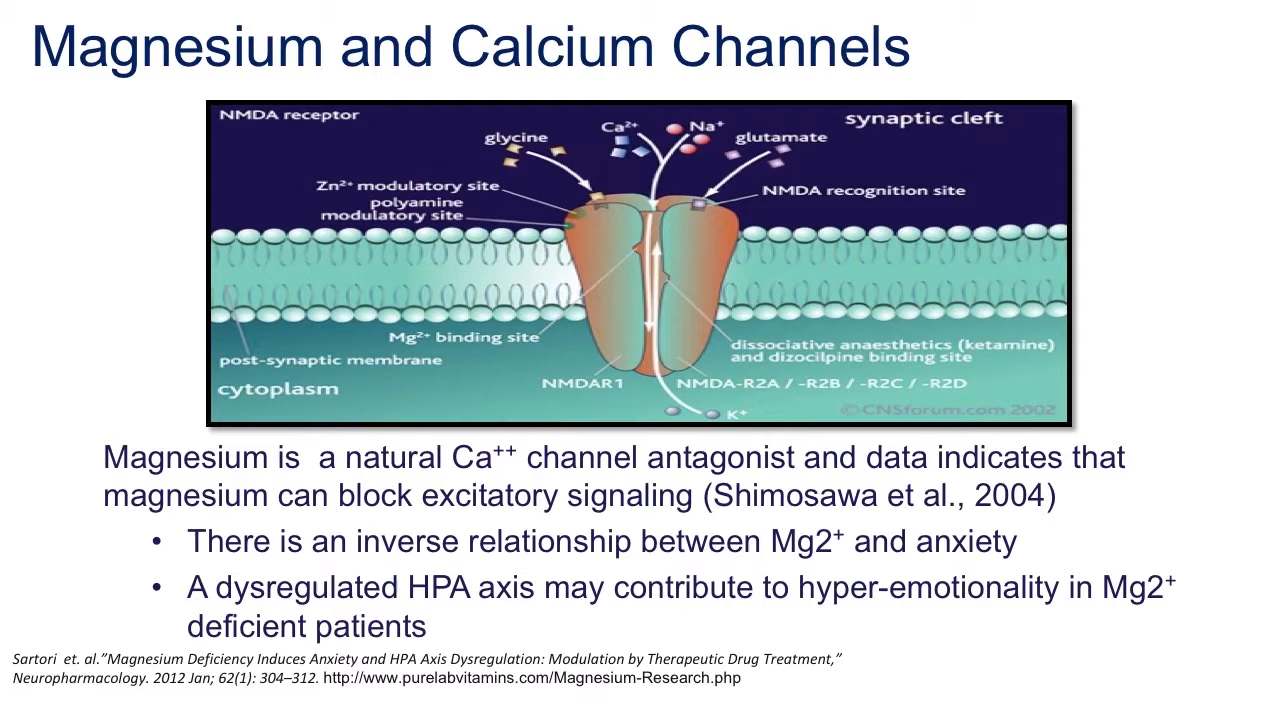 Magnesium and Calcium Channels
NMDA receptor
synaptic cleft
glycine
Ca²⁺
Na⁺
glutamate
Zn²⁺ modulatory site
polyamine
modulatory site
NMDA recognition site
Mg²⁺ binding site
dissociative anaesthetics (ketamine)
and dizocilpine binding site
post-synaptic membrane
cytoplasm
NMDAR1
NMDA-R2A / -R2B / -R2C / -R2D
K⁺
©CNSforum.com 2002
Magnesium is a natural Ca⁺⁺ channel antagonist and data indicates that
magnesium can block excitatory signaling (Shimosawa et al., 2004)
• There is an inverse relationship between Mg2⁺ and anxiety
• A dysregulated HPA axis may contribute to hyper-emotionality in Mg2⁺
deficient patients
Sartori et. al.”Magnesium Deficiency Induces Anxiety and HPA Axis Dysregulation: Modulation by Therapeutic Drug Treatment,”
Neuropharmacology. 2012 Jan; 62(1): 304–312. http://www.purelabvitamins.com/Magnesium-Research.php